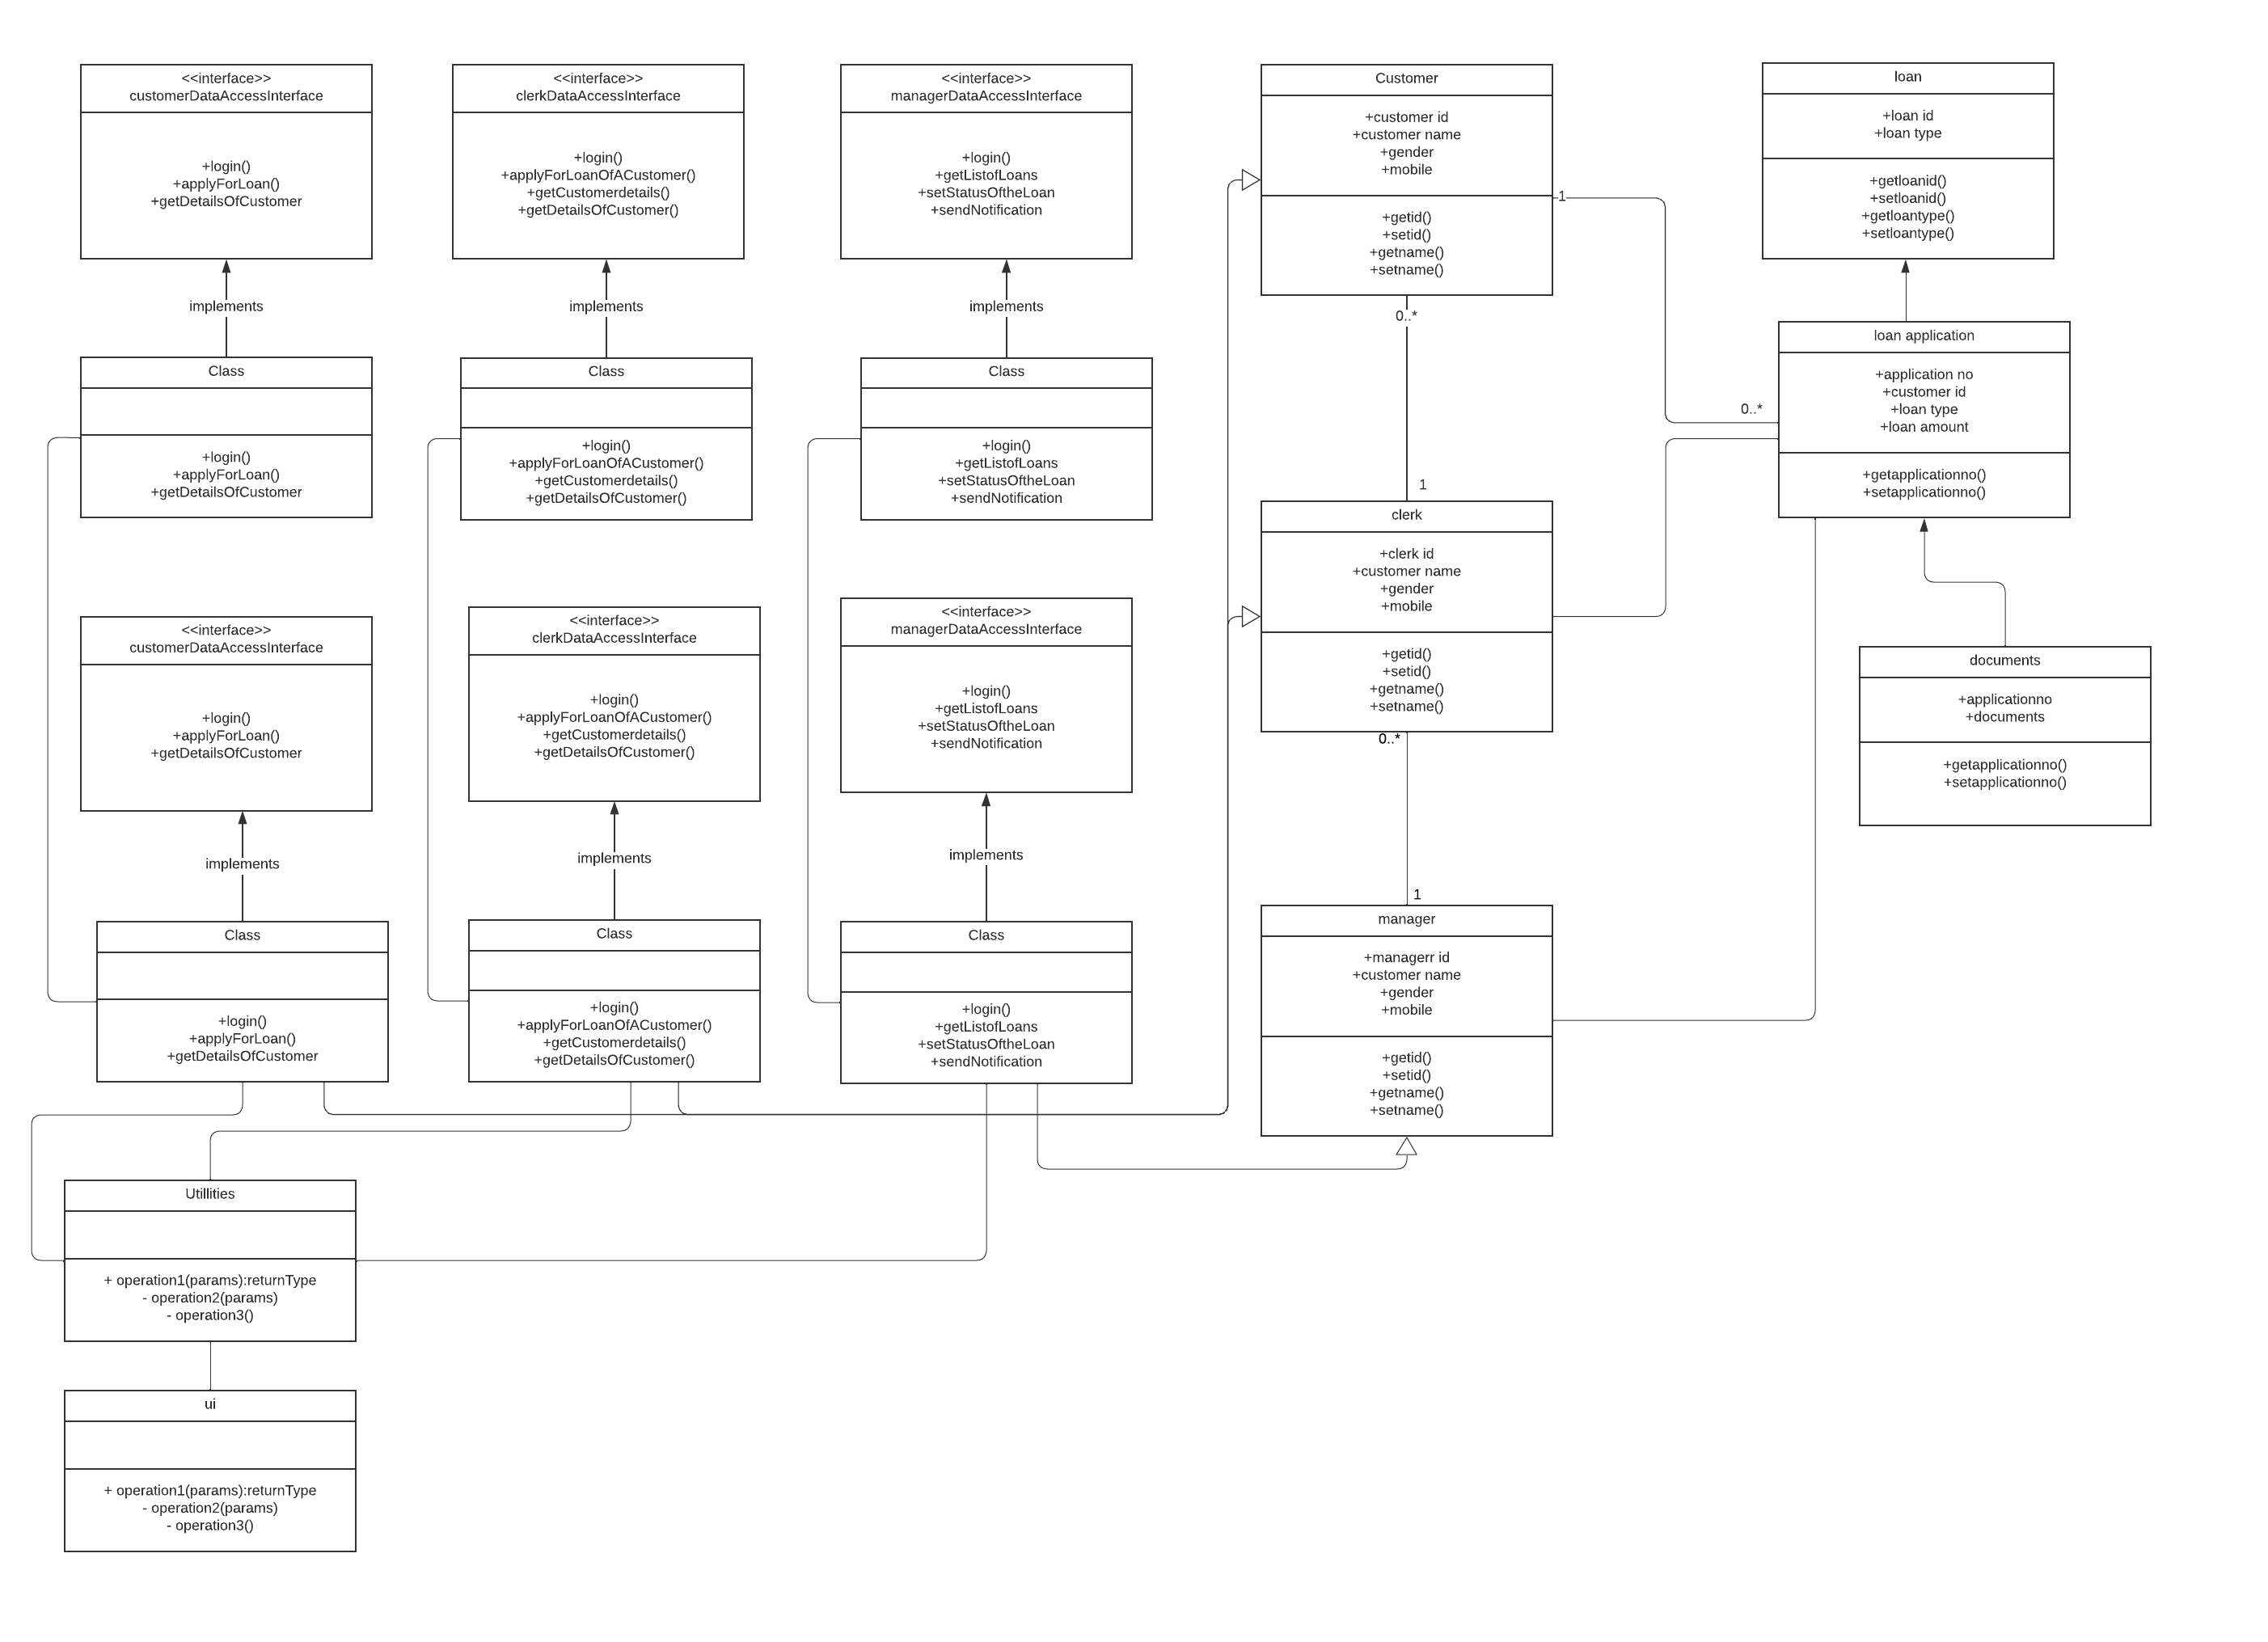 <<interface>>
customerDataAccessInterface
+login()
+applyForLoan()
+getDetailsOfCustomer
implements
Class
+login()
+applyForLoan()
+getDetailsOfCustomer
<<interface>>
customerDataAccessInterface
+login()
+applyForLoan()
+getDetailsOfCustomer
implements
Class
+login()
+applyForLoan()
+getDetailsOfCustomer
Utillities
+ operation1(params):returnType
- operation2(params)
- operation3()
ui
+ operation1(params):returnType
- operation2(params)
- operation3()
<<interface>>
clerkDataAccessInterface
+login()
+applyForLoanOfACustomer()
+getCustomerdetails()
+getDetailsOfCustomer()
implements
Class
+login()
+applyForLoanOfACustomer()
+getCustomerdetails()
+getDetailsOfCustomer()
<<interface>>
clerkDataAccessInterface
+login()
+applyForLoanOfACustomer()
+getCustomerdetails()
+getDetailsOfCustomer()
implements
Class
+login()
+applyForLoanOfACustomer()
+getCustomerdetails()
+getDetailsOfCustomer()
<<interface>>
managerDataAccessInterface
+login()
+getListofLoans
+setStatusOftheLoan
+sendNotification
implements
Class
+login()
+getListofLoans
+setStatusOftheLoan
+sendNotification
<<interface>>
managerDataAccessInterface
+login()
+getListofLoans
+setStatusOftheLoan
+sendNotification
implements
Class
+login()
+getListofLoans
+setStatusOftheLoan
+sendNotification
Customer
+customer id
+customer name
+gender
+mobile
+getid()
+setid()
+getname()
+setname()
1
0..*
0..*
1
clerk
+clerk id
+customer name
+gender
+mobile
+getid()
+setid()
+getname()
+setname()
0..*
1
manager
+managerr id
+customer name
+gender
+mobile
+getid()
+setid()
+getname()
+setname()
loan
+loan id
+loan type
+getloanid()
+setloanid()
+getloantype()
+setloantype()
loan application
+application no
+customer id
+loan type
+loan amount
+getapplicationno()
+setapplicationno()
documents
+applicationno
+documents
+getapplicationno()
+setapplicationno()